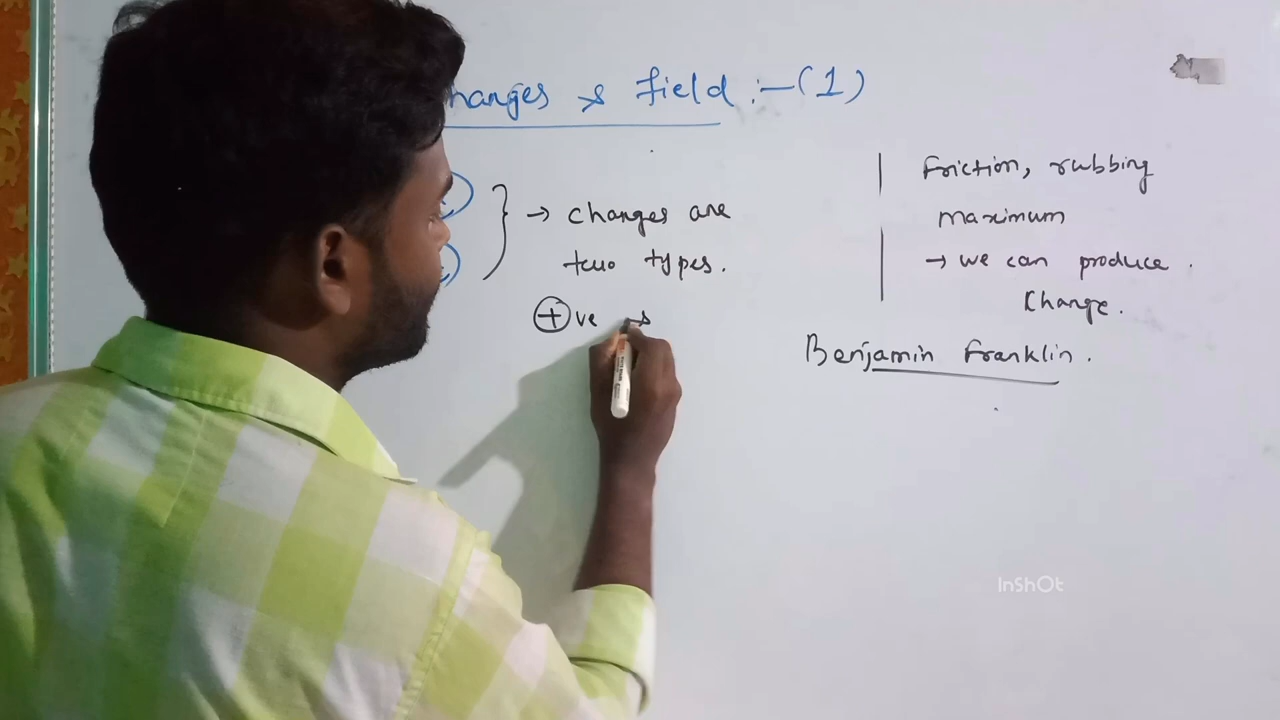 hanges & field :- (1)
→ changes are
two types.
+ve &
Friction, rubbing
maximum
→ we can produce.
Change.
Benjamin Franklin.
InShOt